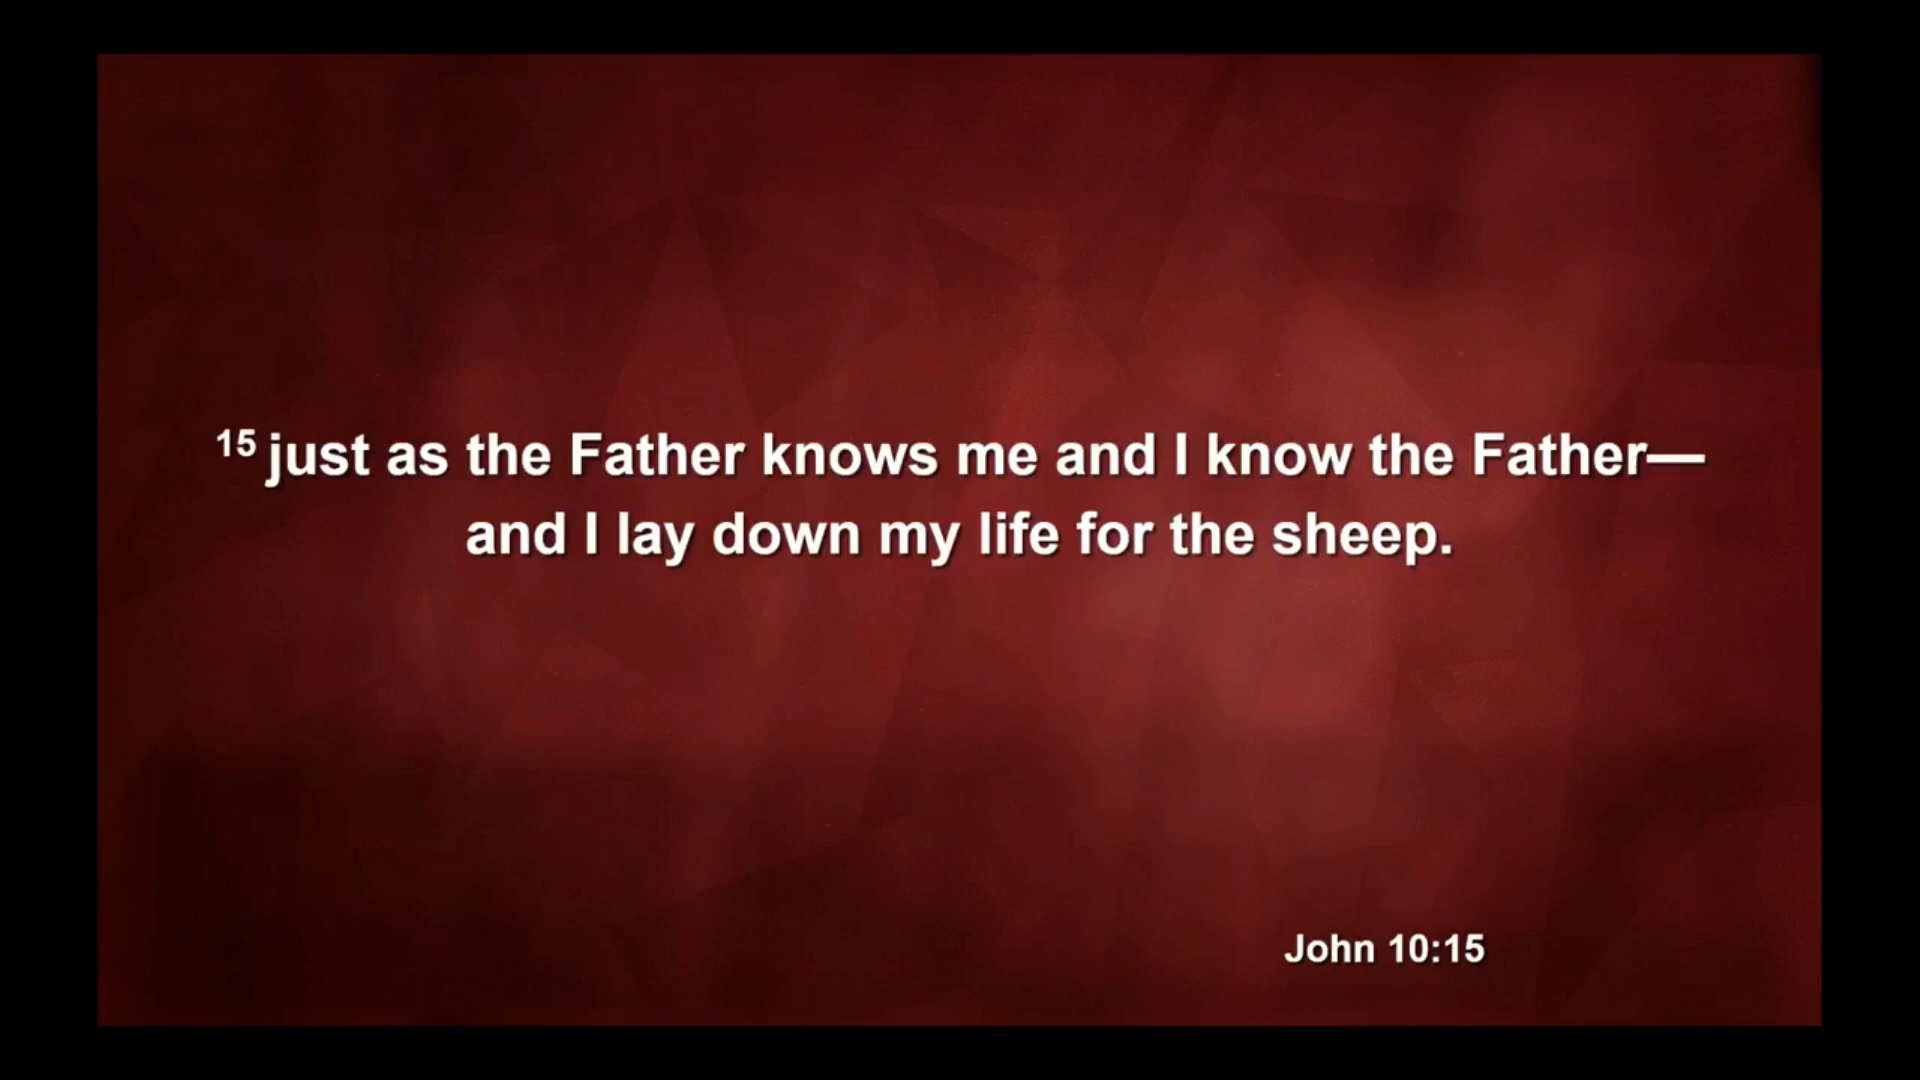 15 just as the Father knows me and I know the Father—
and I lay down my life for the sheep.
John 10:15